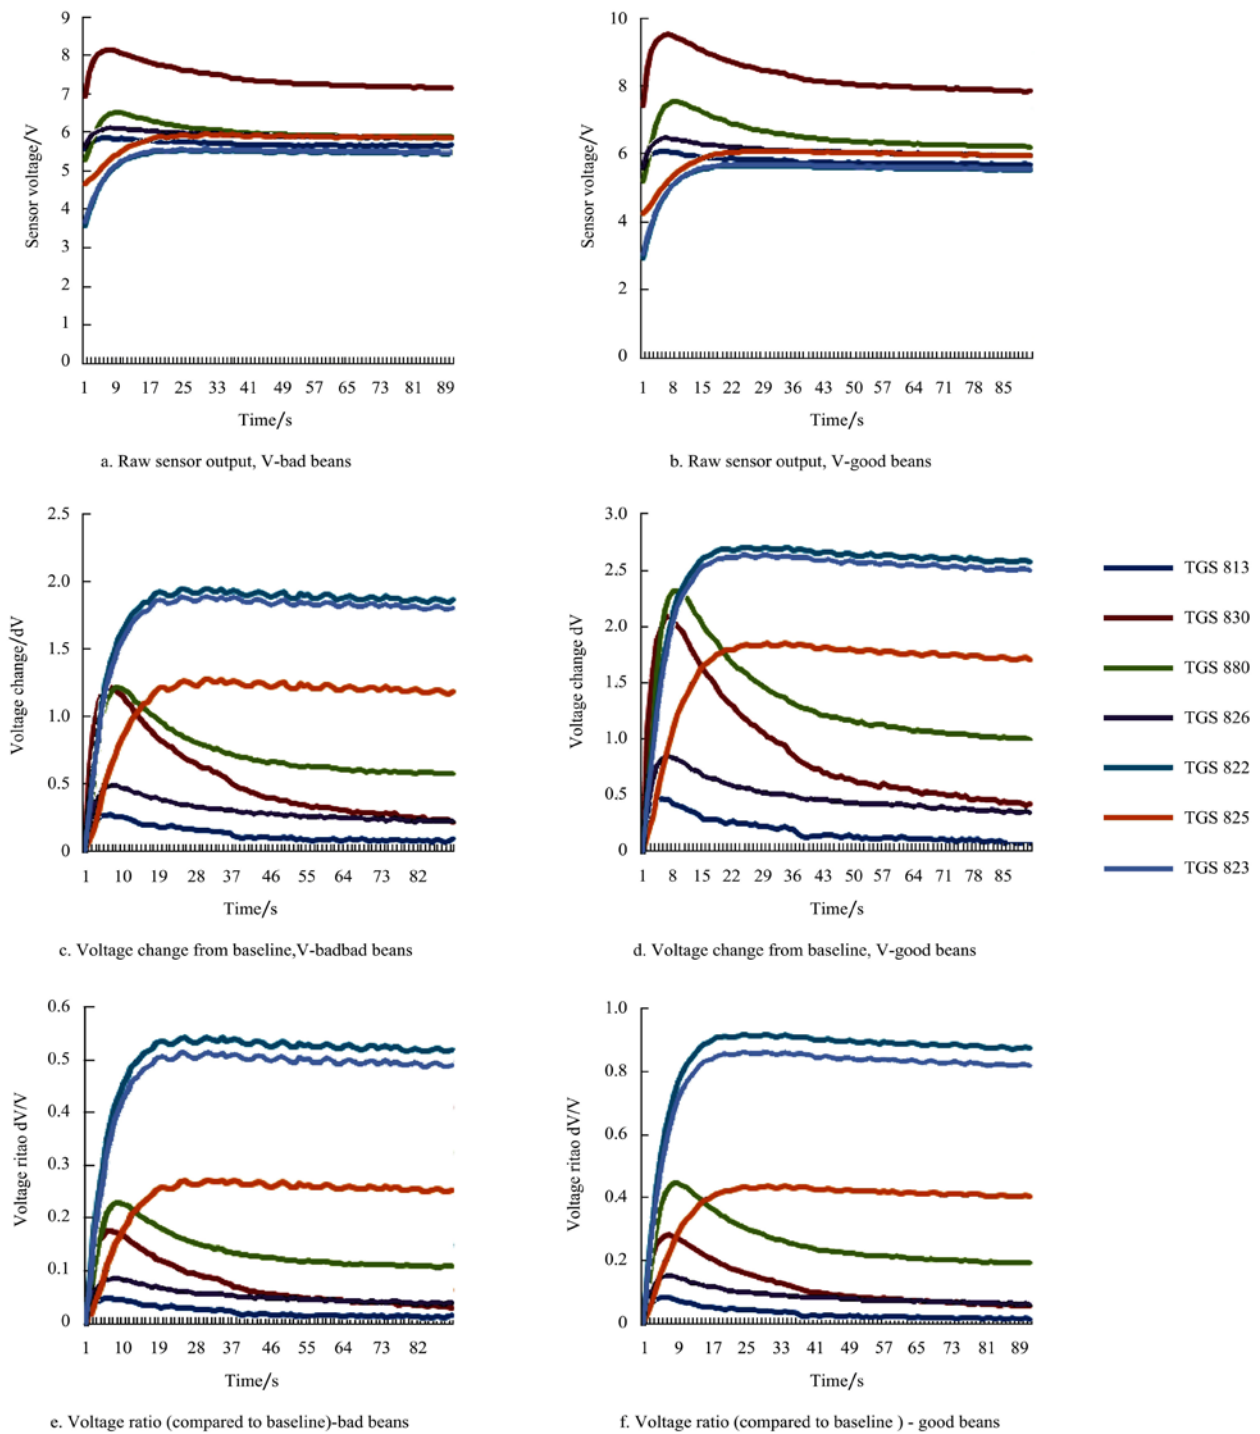 9
8
7
6
5
4
3
2
1
0
Sensor voltage/V
1 9 17 25 33 41 49 57 65 73 81 89
Time/s
a. Raw sensor output, V-bad beans
10
8
6
4
2
0
Sensor voltage/V
1 8 15 22 29 36 43 50 57 64 71 78 85
Time/s
b. Raw sensor output, V-good beans
2.5
2.0
1.5
1.0
0.5
0
Voltage change/dV
1 10 19 28 37 46 55 64 73 82
Time/s
c. Voltage change from baseline,V-badbad beans
3.0
2.5
2.0
1.5
1.0
0.5
0
Voltage change dV
1 8 15 22 29 36 43 50 57 64 71 78 85
Time/s
d. Voltage change from baseline, V-good beans
TGS 813
TGS 830
TGS 880
TGS 826
TGS 822
TGS 825
TGS 823
0.6
0.5
0.4
0.3
0.2
0.1
0
Voltage ritao dV/V
1 10 19 28 37 46 55 64 73 82
Time/s
e. Voltage ratio (compared to baseline)-bad beans
1.0
0.8
0.6
0.4
0.2
0
Voltage ritao dV/V
1 9 17 25 33 41 49 57 65 73 81 89
Time/s
f. Voltage ratio (compared to baseline ) - good beans